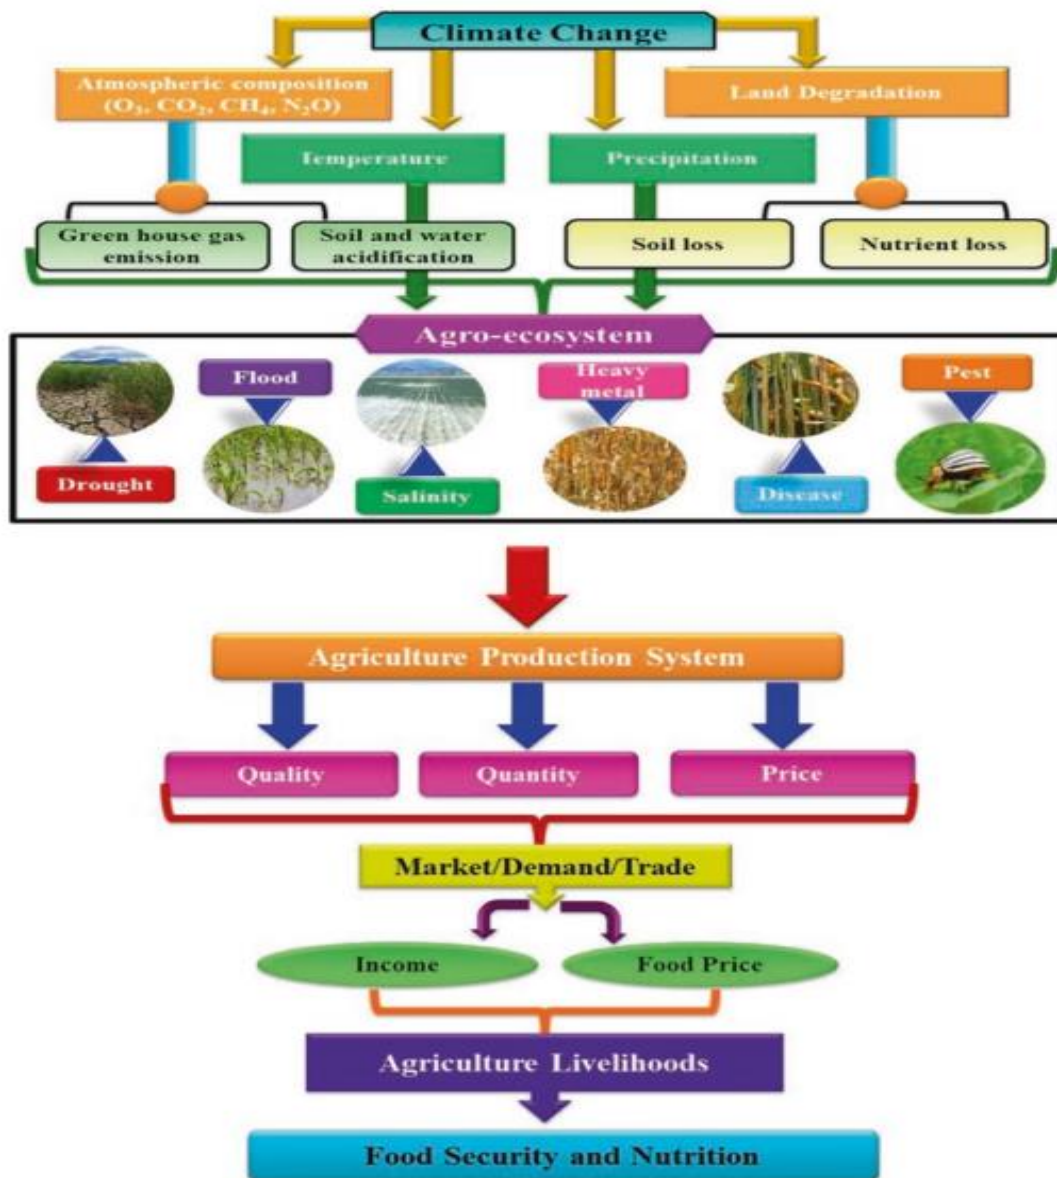 Climate Change
Atmospheric composition
(O₃, CO₂, CH₄, N₂O)
Land Degradation
Temperature
Precipitation
Green house gas
emission
Soil and water
acidification
Soil loss
Nutrient loss
Agro-ecosystem
Flood
Heavy
metal
Pest
Drought
Salinity
Disease
Agriculture Production System
Quality
Quantity
Price
Market/Demand/Trade
Income
Food Price
Agriculture Livelihoods
Food Security and Nutrition